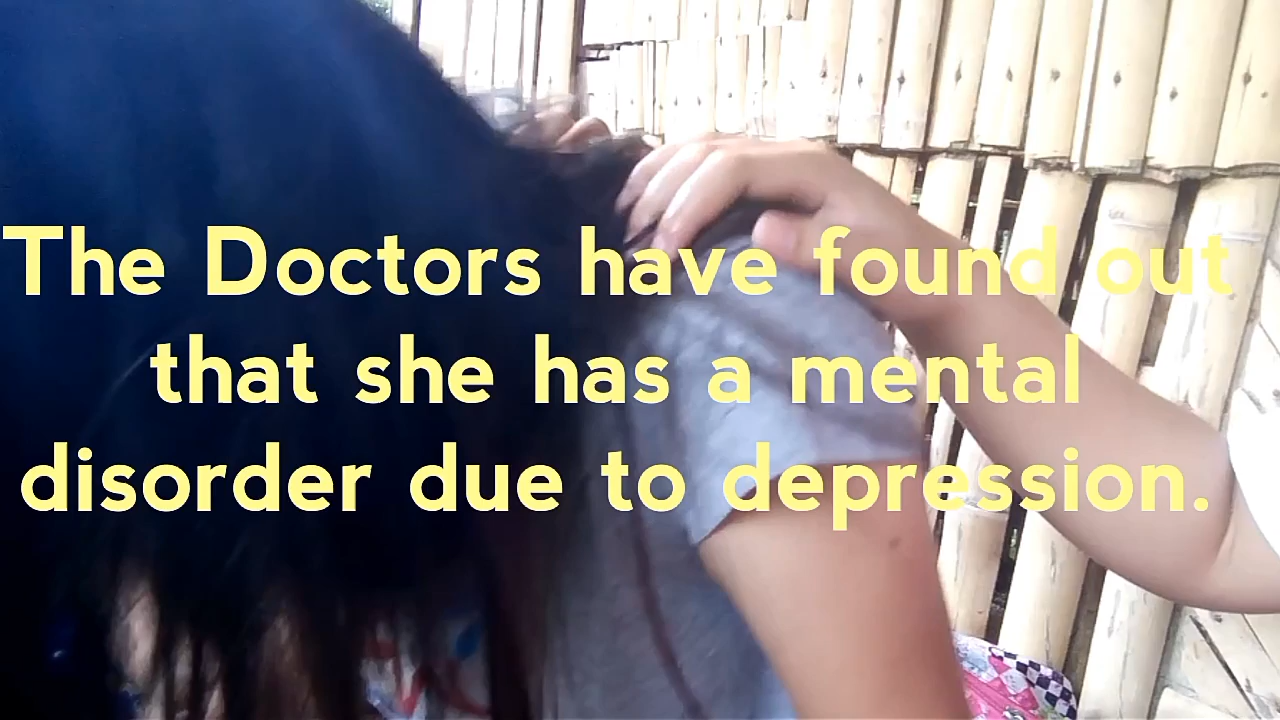 The Doctors have found out
that she has a mental
disorder due to depression.